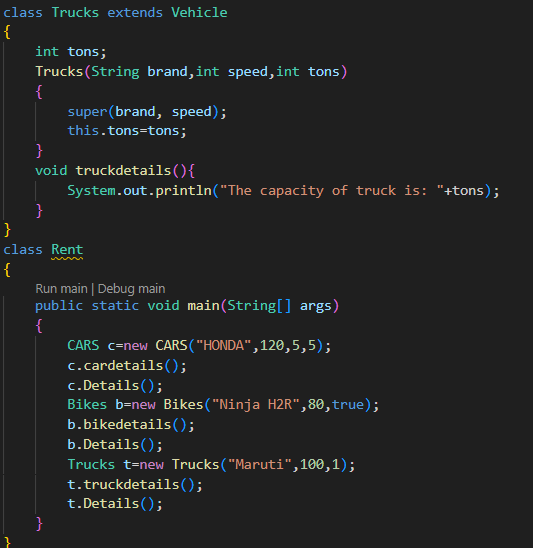 class Trucks extends Vehicle
{
    int tons;
    Trucks(String brand,int speed,int tons)
    {
        super(brand, speed);
        this.tons=tons;
    }
    void truckdetails(){
        System.out.println("The capacity of truck is: "+tons);
    }
}
class Rent
{
    Run main | Debug main
    public static void main(String[] args)
    {
        CARS c=new CARS("HONDA",120,5,5);
        c.cardetails();
        c.Details();
        Bikes b=new Bikes("Ninja H2R",80,true);
        b.bikedetails();
        b.Details();
        Trucks t=new Trucks("Maruti",100,1);
        t.truckdetails();
        t.Details();
    }
}